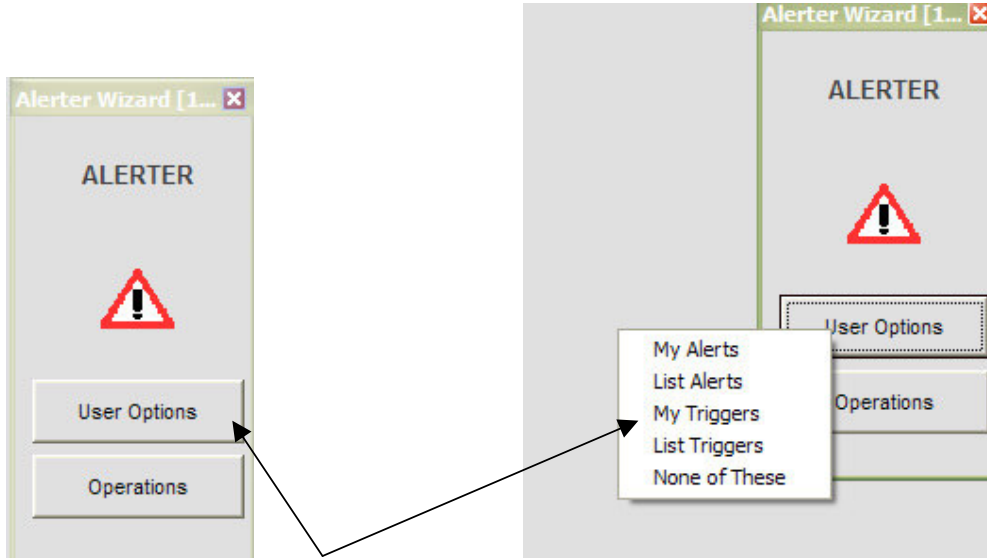 Alerter Wizard [1...
ALERTER
User Options
Operations
Alerter Wizard [1...
ALERTER
User Options
My Alerts
List Alerts
My Triggers
List Triggers
None of These
Operations